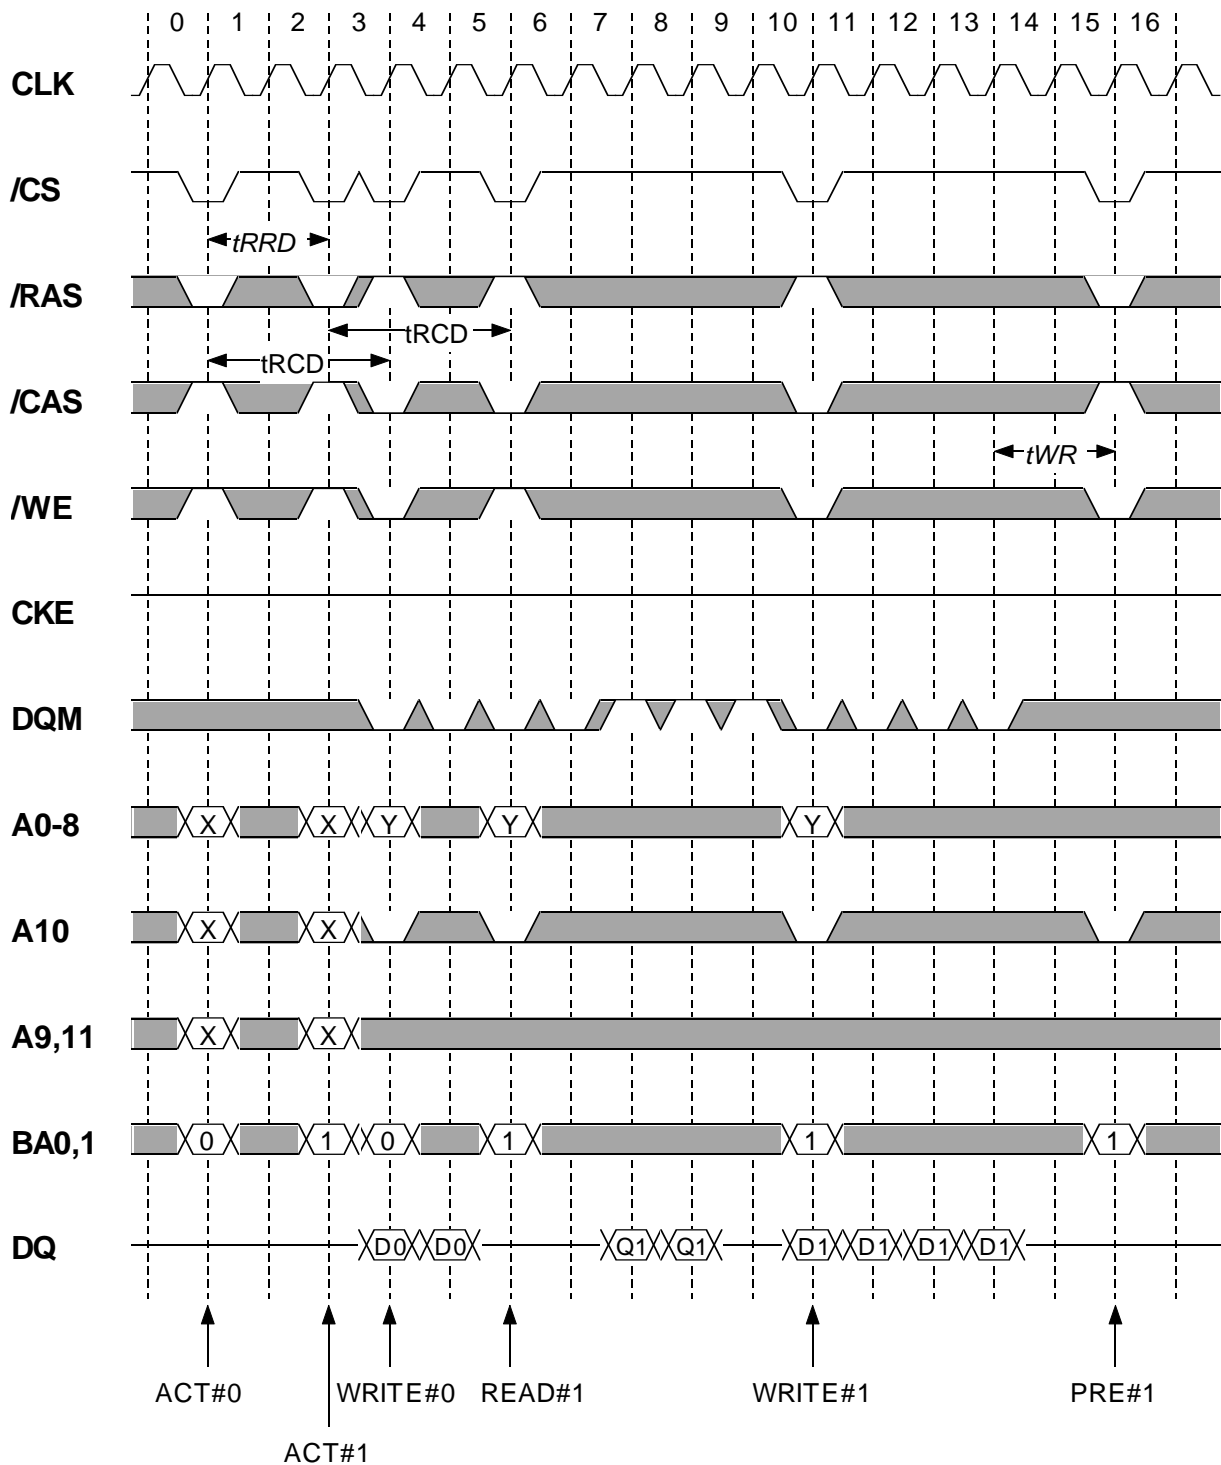 0 1 2 3 4 5 6 7 8 9 10 11 12 13 14 15 16
CLK
/CS
tRRD
/RAS
tRCD
tRCD
/CAS
tWR
/WE
CKE
DQM
A0-8 X X Y Y Y
A10 X X
A9,11 X X
BA0,1 0 1 0 1 1 1
DQ D0 D0 Q1 Q1 D1 D1 D1 D1
ACT#0 WRITE#0 READ#1 WRITE#1 PRE#1
ACT#1